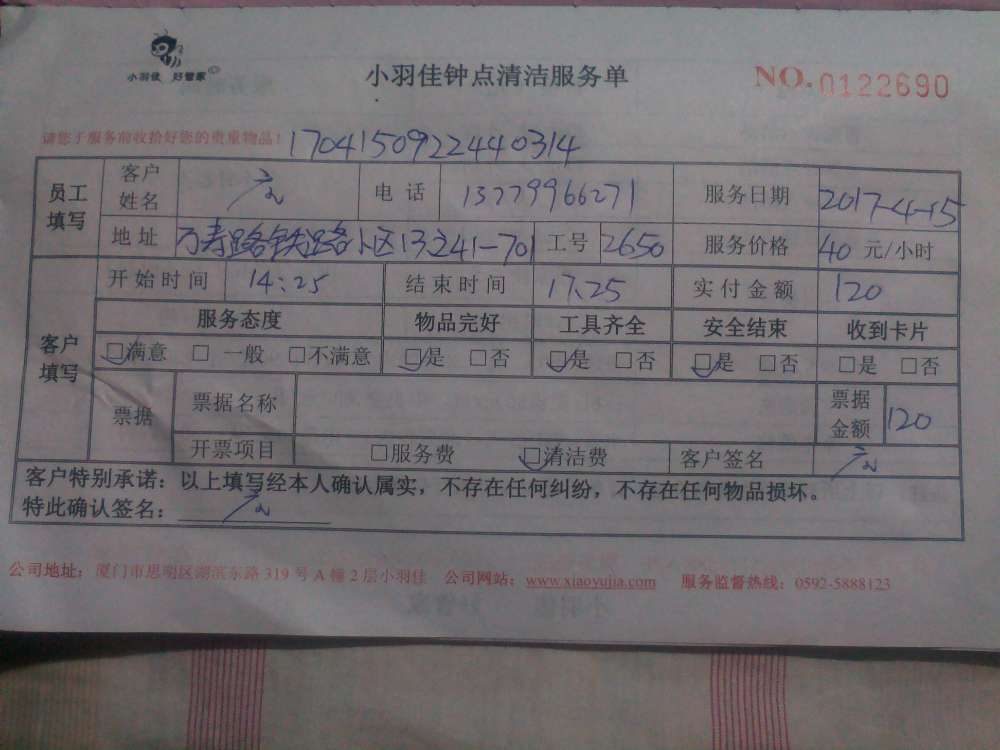 小羽佳 好管家
小羽佳钟点清洁服务单
NO.0122690
请您于服务前收拾好您的贵重物品!
17041509222440314
员工填写 客户姓名 电话 13779966271 服务日期 2017-4-15
地址 万寿路铁路小区13之41-701 工号 2650 服务价格 40 元/小时
客户填写 开始时间 14:25 结束时间 17:25 实付金额 120
服务态度 物品完好 工具齐全 安全结束 收到卡片
☑满意 □一般 □不满意 ☑是 □否 ☑是 □否 ☑是 □否 □是 □否
票据 票据名称 票据金额 120
开票项目 □服务费 ☑清洁费 客户签名
客户特别承诺:以上填写经本人确认属实,不存在任何纠纷,不存在任何物品损坏。
特此确认签名:
公司地址:厦门市思明区湖滨东路319号A幢2层小羽佳 公司网站:www.xiaoyujia.com 服务监督热线:0592-5888123